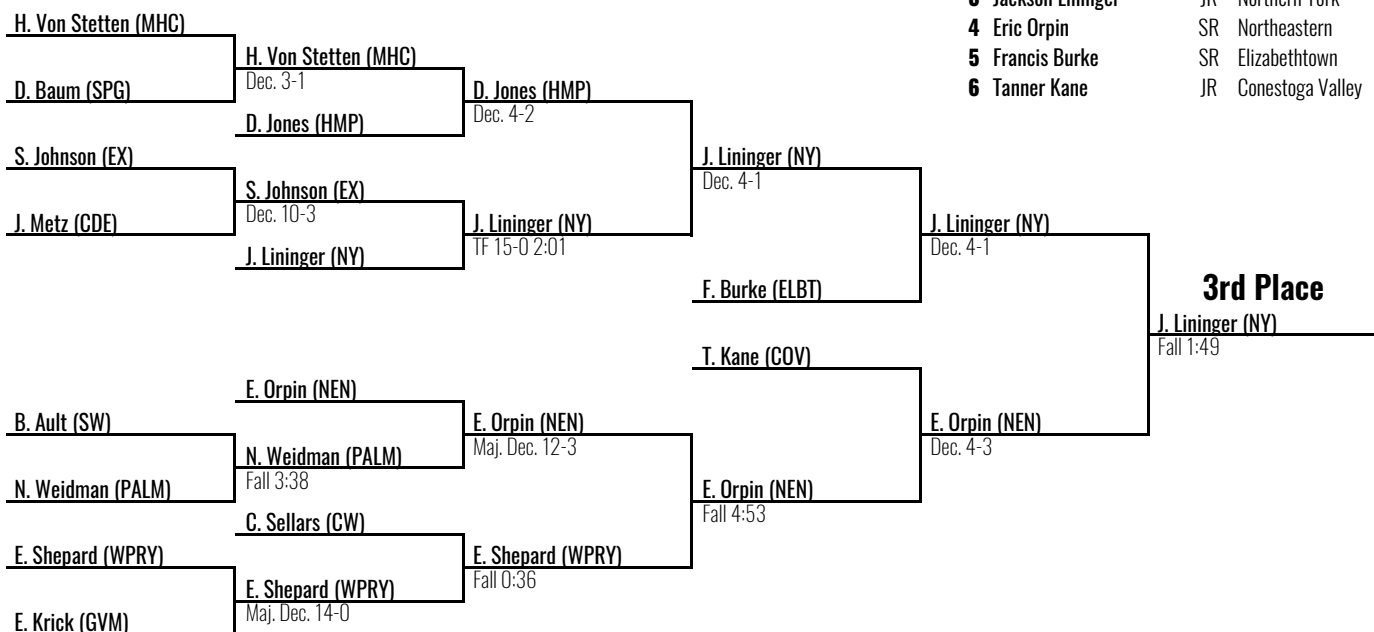 3 Jackson Lininger JR Northern York
4 Eric Orpin SR Northeastern
5 Francis Burke SR Elizabethtown
6 Tanner Kane JR Conestoga Valley
H. Von Stetten (MHC)
D. Baum (SPG)
S. Johnson (EX)
J. Metz (CDE)
H. Von Stetten (MHC)
Dec. 3-1
D. Jones (HMP)
S. Johnson (EX)
Dec. 10-3
J. Lininger (NY)
D. Jones (HMP)
Dec. 4-2
J. Lininger (NY)
TF 15-0 2:01
J. Lininger (NY)
Dec. 4-1
F. Burke (ELBT)
J. Lininger (NY)
Dec. 4-1
3rd Place
J. Lininger (NY)
Fall 1:49
B. Ault (SW)
N. Weidman (PALM)
E. Shepard (WPRY)
E. Krick (GVM)
E. Orpin (NEN)
N. Weidman (PALM)
Fall 3:38
C. Sellars (CW)
E. Shepard (WPRY)
Maj. Dec. 14-0
E. Orpin (NEN)
Maj. Dec. 12-3
E. Shepard (WPRY)
Fall 0:36
T. Kane (COV)
E. Orpin (NEN)
Fall 4:53
E. Orpin (NEN)
Dec. 4-3